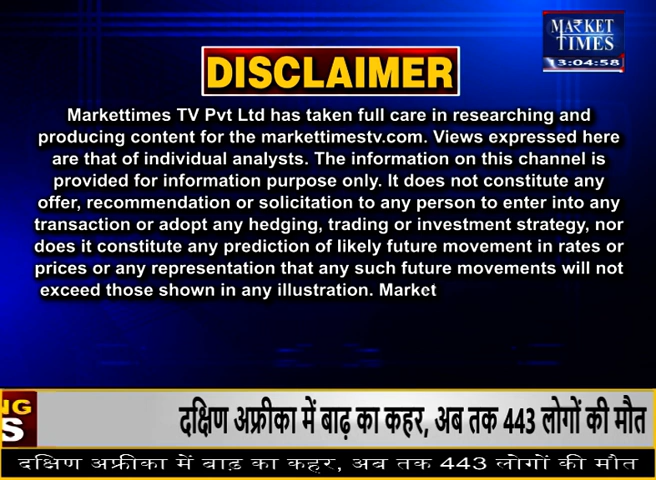 MARKET
TIMES
13:04:58
DISCLAIMER
Markettimes TV Pvt Ltd has taken full care in researching and
producing content for the markettimestv.com. Views expressed here
are that of individual analysts. The information on this channel is
provided for information purpose only. It does not constitute any
offer, recommendation or solicitation to any person to enter into any
transaction or adopt any hedging, trading or investment strategy, nor
does it constitute any prediction of likely future movement in rates or
prices or any representation that any such future movements will not
exceed those shown in any illustration. Market
NG
S
दक्षिण अफ्रीका में बाढ़ का कहर, अब तक 443 लोगों की मौत
दक्षिण अफ्रीका में बाढ़ का कहर, अब तक 443 लोगों की मौत